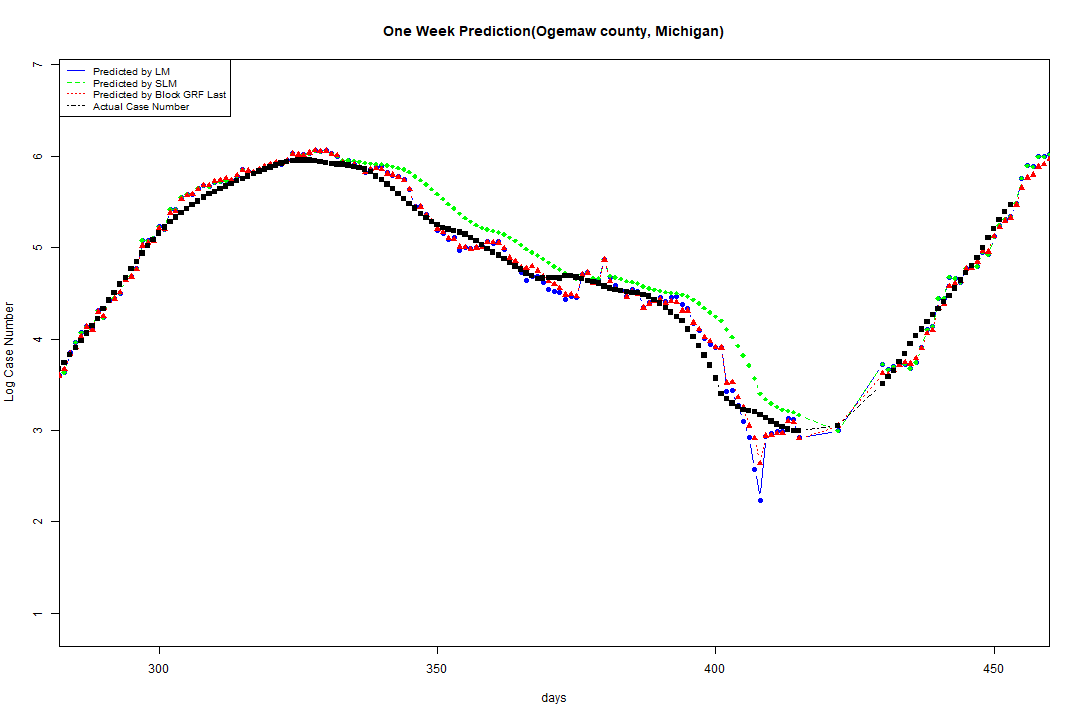 One Week Prediction(Ogemaw county, Michigan)
Predicted by LM
Predicted by SLM
Predicted by Block GRF Last
Actual Case Number
7
6
5
4
3
2
1
Log Case Number
300
350
400
450
days